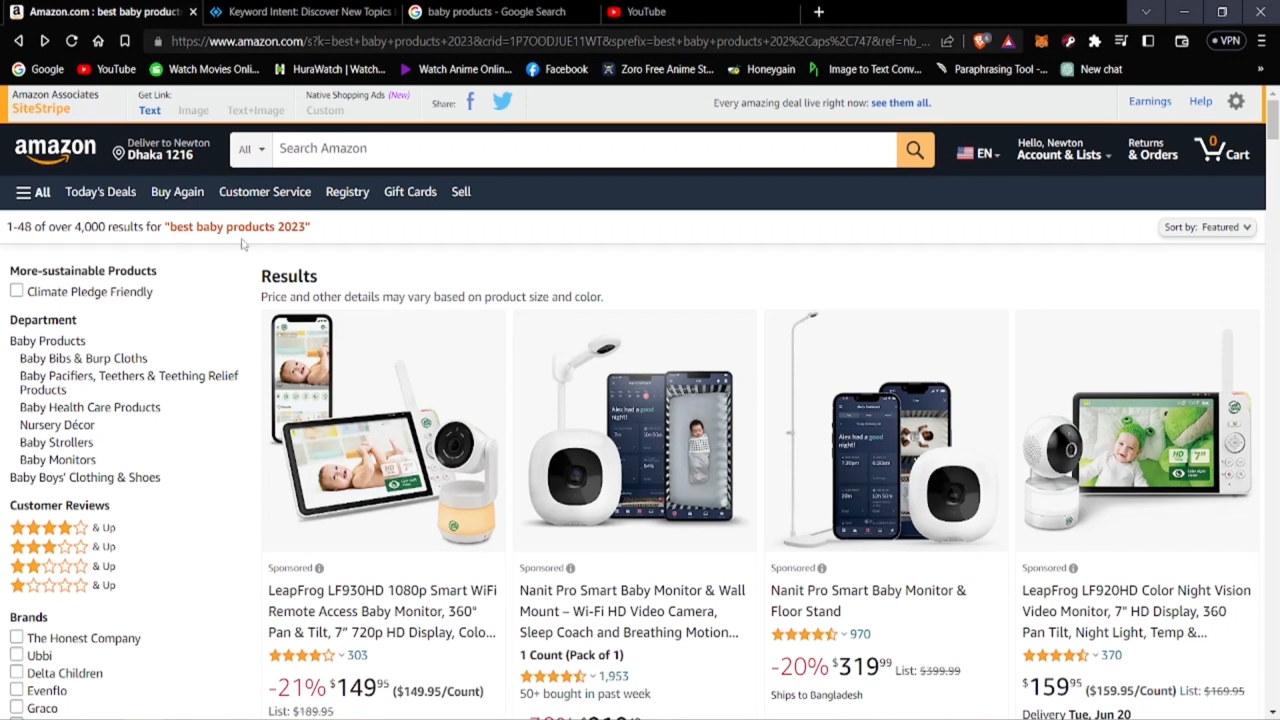 Amazon.com : best baby product:
Keyword Intent: Discover New Topics
baby products - Google Search
YouTube
https://www.amazon.com/s?k=best+baby+products+2023&crid=1P7OODJUE11WT&sprefix=best+baby+products+202%2Caps%2C747&ref=nb_...
VPN
Google
YouTube
Watch Movies Onli...
HuraWatch | Watch...
Watch Anime Onlin...
Facebook
Zoro Free Anime St...
Honeygain
Image to Text Conv...
Paraphrasing Tool -...
New chat
»
Amazon Associates
SiteStripe
Get Link:
Text
Image
Text+Image
Native Shopping Ads (New)
Custom
Share:
Every amazing deal live right now: see them all.
Earnings
Help
amazon
Deliver to Newton
Dhaka 1216
All
Search Amazon
EN
Hello, Newton
Account & Lists
Returns
& Orders
0
Cart
All
Today's Deals
Buy Again
Customer Service
Registry
Gift Cards
Sell
1-48 of over 4,000 results for "best baby products 2023"
Sort by: Featured
More-sustainable Products
Climate Pledge Friendly
Department
Baby Products
Baby Bibs & Burp Cloths
Baby Pacifiers, Teethers & Teething Relief
Products
Baby Health Care Products
Nursery Décor
Baby Strollers
Baby Monitors
Baby Boys' Clothing & Shoes
Customer Reviews
& Up
& Up
& Up
& Up
Brands
The Honest Company
Ubbi
Delta Children
Evenflo
Graco
Results
Price and other details may vary based on product size and color.
Sponsored
LeapFrog LF930HD 1080p Smart WiFi
Remote Access Baby Monitor, 360°
Pan & Tilt, 7” 720p HD Display, Colo...
303
-21% $14995 ($149.95/Count)
List: $189.95
Alex had a good
night!
Sponsored
Nanit Pro Smart Baby Monitor & Wall
Mount – Wi-Fi HD Video Camera,
Sleep Coach and Breathing Motion...
1 Count (Pack of 1)
1,953
50+ bought in past week
Alex had a good
night!
Sponsored
Nanit Pro Smart Baby Monitor &
Floor Stand
970
-20% $31999 List: $399.99
Ships to Bangladesh
HD 7"
Sponsored
LeapFrog LF920HD Color Night Vision
Video Monitor, 7" HD Display, 360
Pan Tilt, Night Light, Temp &...
370
$15995 ($159.95/Count) List: $169.95
Delivery Tue, Jun 20